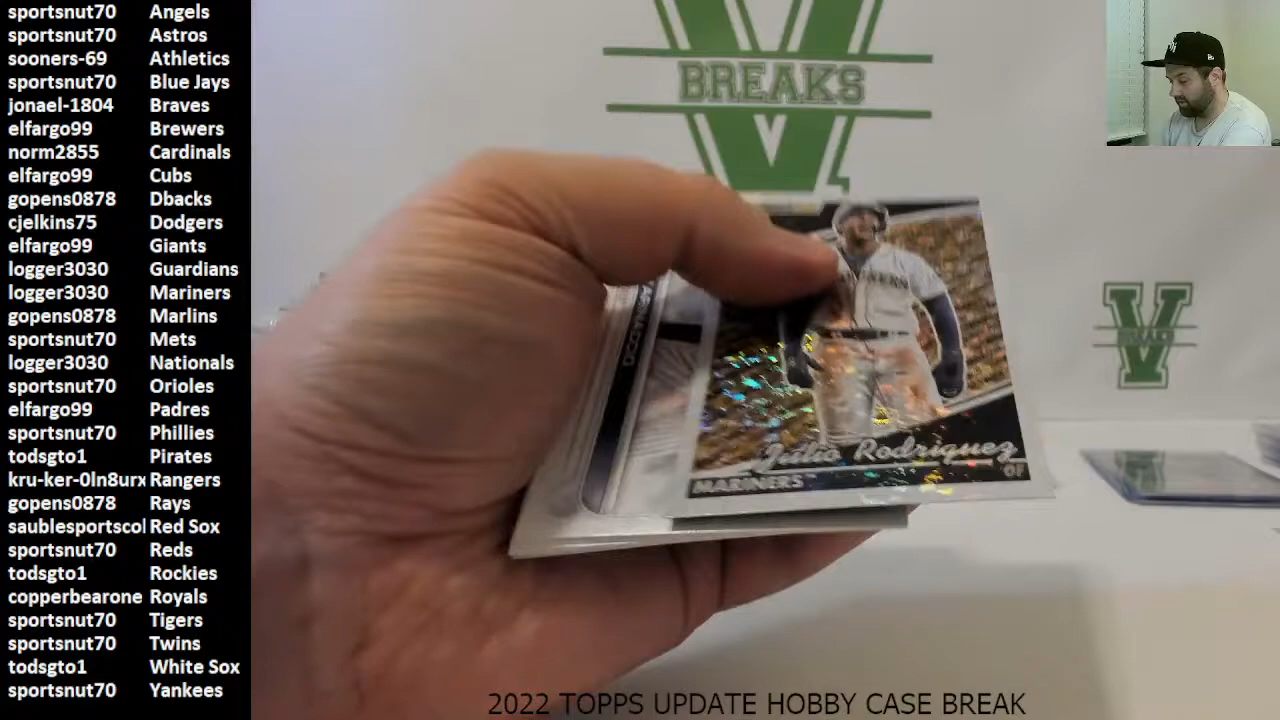 sportsnut70 Angels
sportsnut70 Astros
sooners-69 Athletics
sportsnut70 Blue Jays
jonael-1804 Braves
elfargo99 Brewers
norm2855 Cardinals
elfargo99 Cubs
gopens0878 Dbacks
cjelkins75 Dodgers
elfargo99 Giants
logger3030 Guardians
logger3030 Mariners
gopens0878 Marlins
sportsnut70 Mets
logger3030 Nationals
sportsnut70 Orioles
elfargo99 Padres
sportsnut70 Phillies
todsgto1 Pirates
kru-ker-0ln8urx Rangers
gopens0878 Rays
saublesportscol Red Sox
sportsnut70 Reds
todsgto1 Rockies
copperbearone Royals
sportsnut70 Tigers
sportsnut70 Twins
todsgto1 White Sox
sportsnut70 Yankees
V
BREAKS
V
BREAKS
Julio Rodriguez
MARINERS OF
2022 TOPPS UPDATE HOBBY CASE BREAK